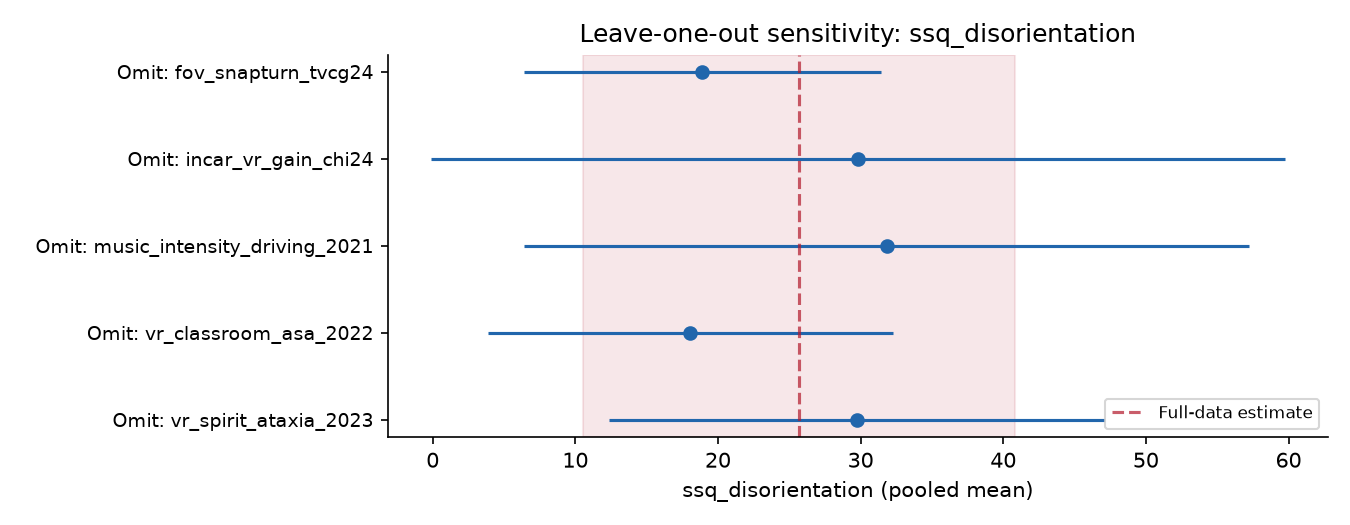 Leave-one-out sensitivity: ssq_disorientation
Omit: fov_snapturn_tvcg24
Omit: incar_vr_gain_chi24
Omit: music_intensity_driving_2021
Omit: vr_classroom_asa_2022
Omit: vr_spirit_ataxia_2023
Full-data estimate
0 10 20 30 40 50 60
ssq_disorientation (pooled mean)